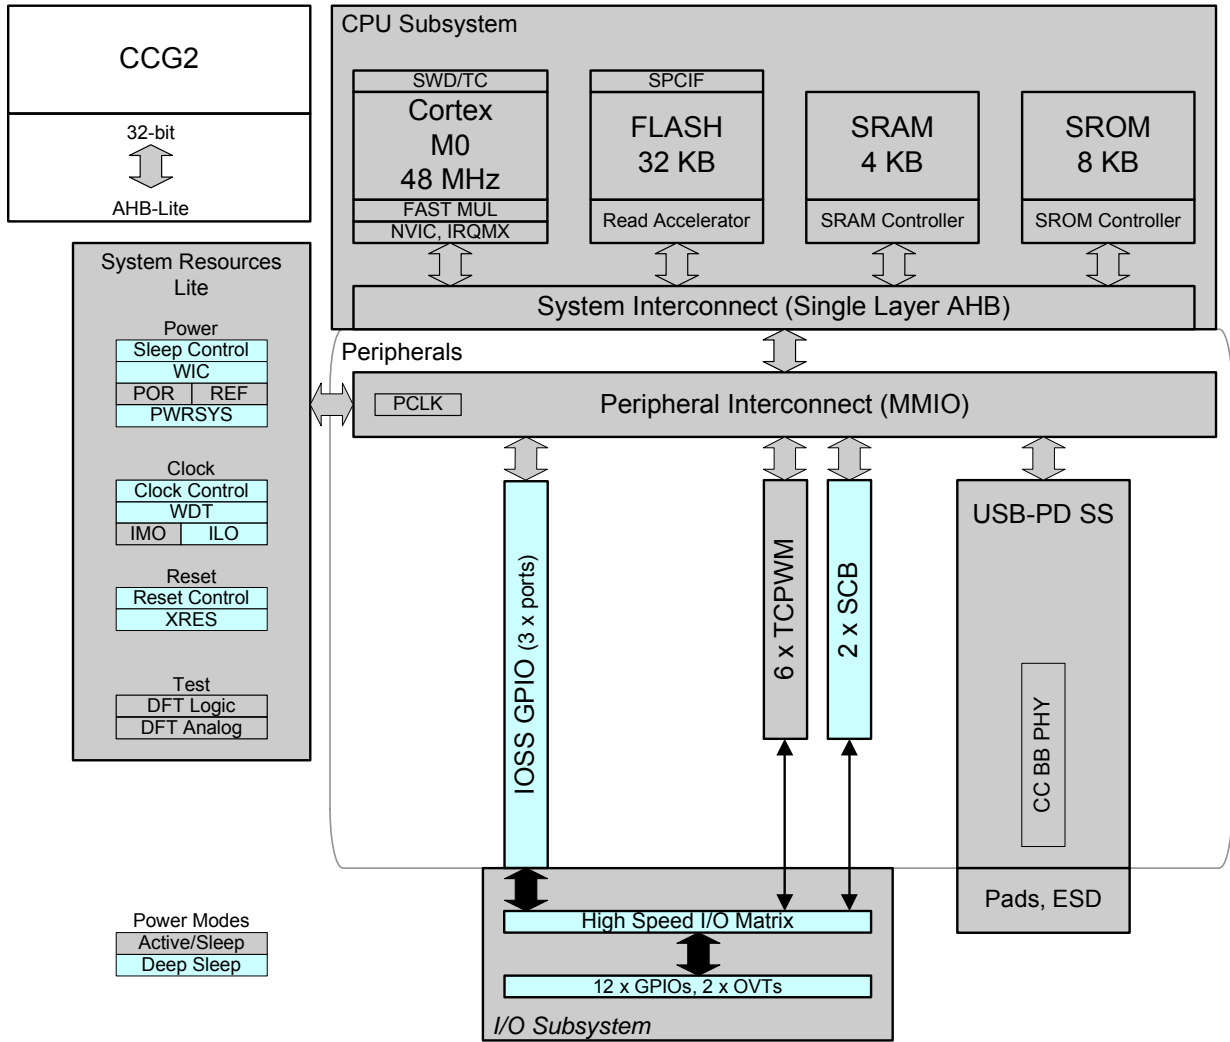 CCG2
32-bit
AHB-Lite
CPU Subsystem
SWD/TC
Cortex
M0
48 MHz
FAST MUL
NVIC, IRQMX
SPCIF
FLASH
32 KB
Read Accelerator
SRAM
4 KB
SRAM Controller
SROM
8 KB
SROM Controller
System Interconnect (Single Layer AHB)
System Resources
Lite
Power
Sleep Control
WIC
POR REF
PWRSYS
Clock
Clock Control
WDT
IMO ILO
Reset
Reset Control
XRES
Test
DFT Logic
DFT Analog
Peripherals
PCLK
Peripheral Interconnect (MMIO)
IOSS GPIO (3 x ports)
6 x TCPWM
2 x SCB
USB-PD SS
CC BB PHY
Pads, ESD
High Speed I/O Matrix
12 x GPIOs, 2 x OVTs
I/O Subsystem
Power Modes
Active/Sleep
Deep Sleep